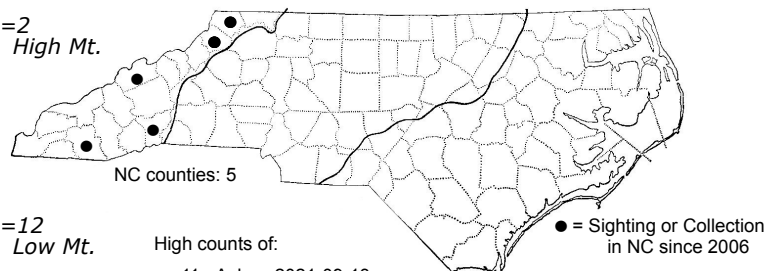 =2
High Mt.
NC counties: 5
=12
Low Mt.
High counts of:
● = Sighting or Collection
in NC since 2006